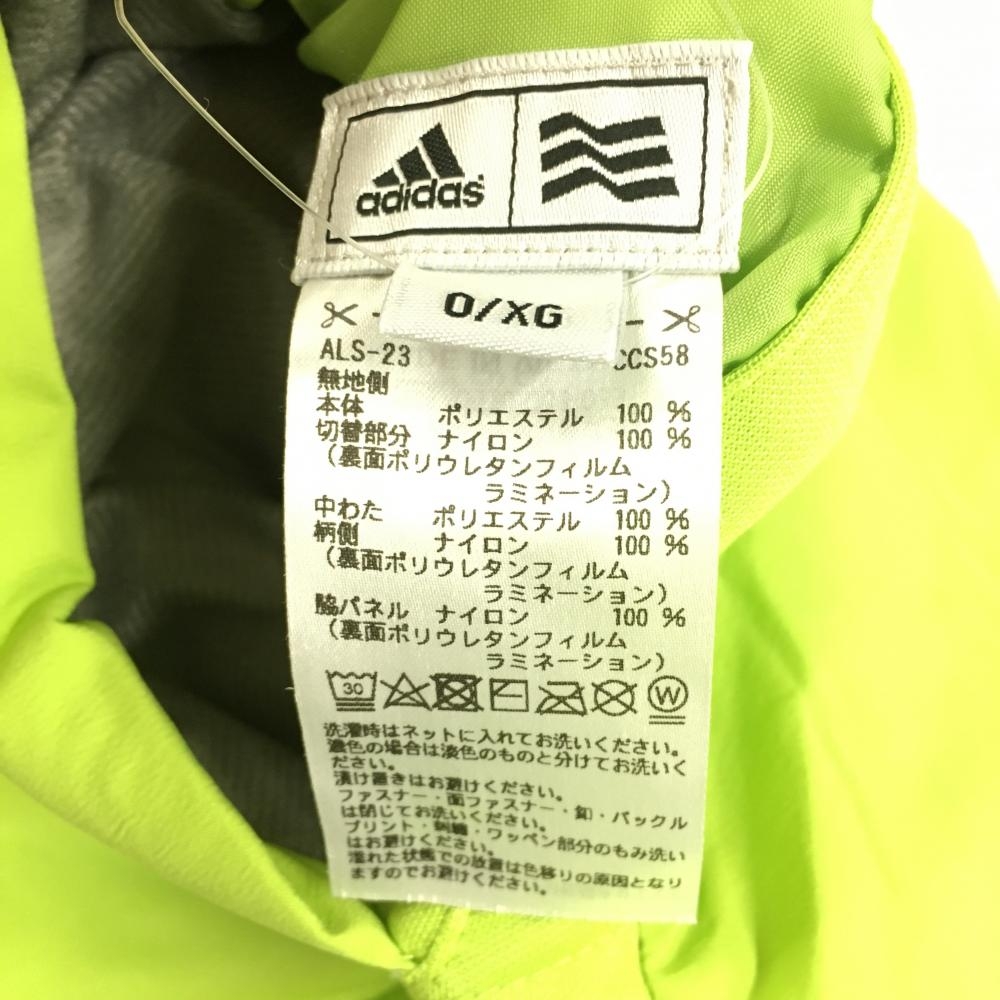 adidas
O/XG
ALS-23 CCS58
無地側
本体 ポリエステル 100 %
切替部分 ナイロン 100 %
(裏面ポリウレタンフィルム
ラミネーション)
中わた ポリエステル 100 %
柄側 ナイロン 100 %
(裏面ポリウレタンフィルム
ラミネーション)
脇パネル ナイロン 100 %
(裏面ポリウレタンフィルム
ラミネーション)
30 W
洗濯時はネットに入れてお洗いください。
濃色の場合は淡色のものと分けてお洗いく
ださい。
漬け置きはお避けください。
ファスナー・面ファスナー・釦・バックル
は閉じてお洗いください。
プリント・刺繍・ワッペン部分のもみ洗い
はお避けください。
濡れた状態での放置は色移りの原因となり
ますのでお避けください。